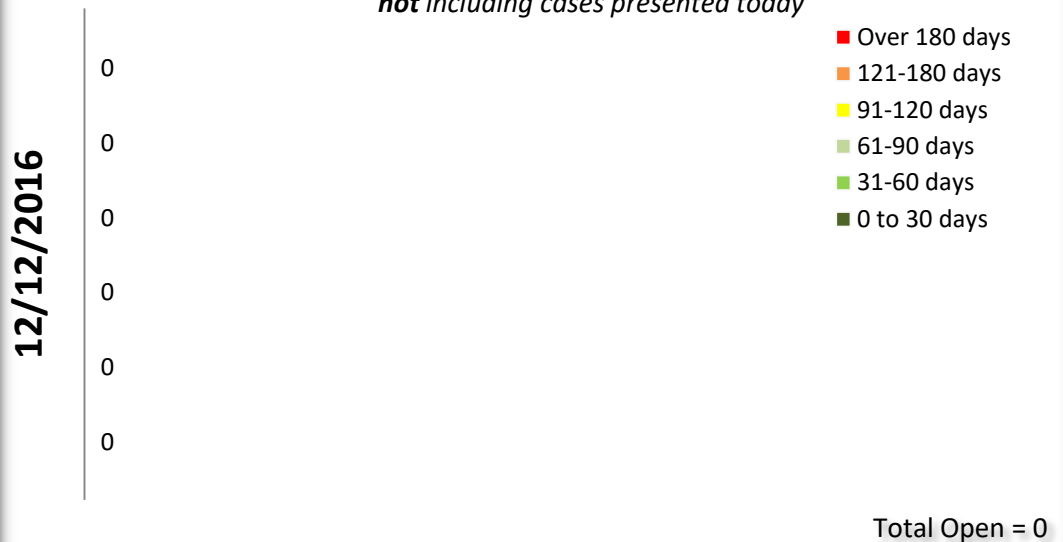 not including cases presented today
Over 180 days
121-180 days
91-120 days
61-90 days
31-60 days
0 to 30 days
12/12/2016
0
0
0
0
0
0
Total Open = 0